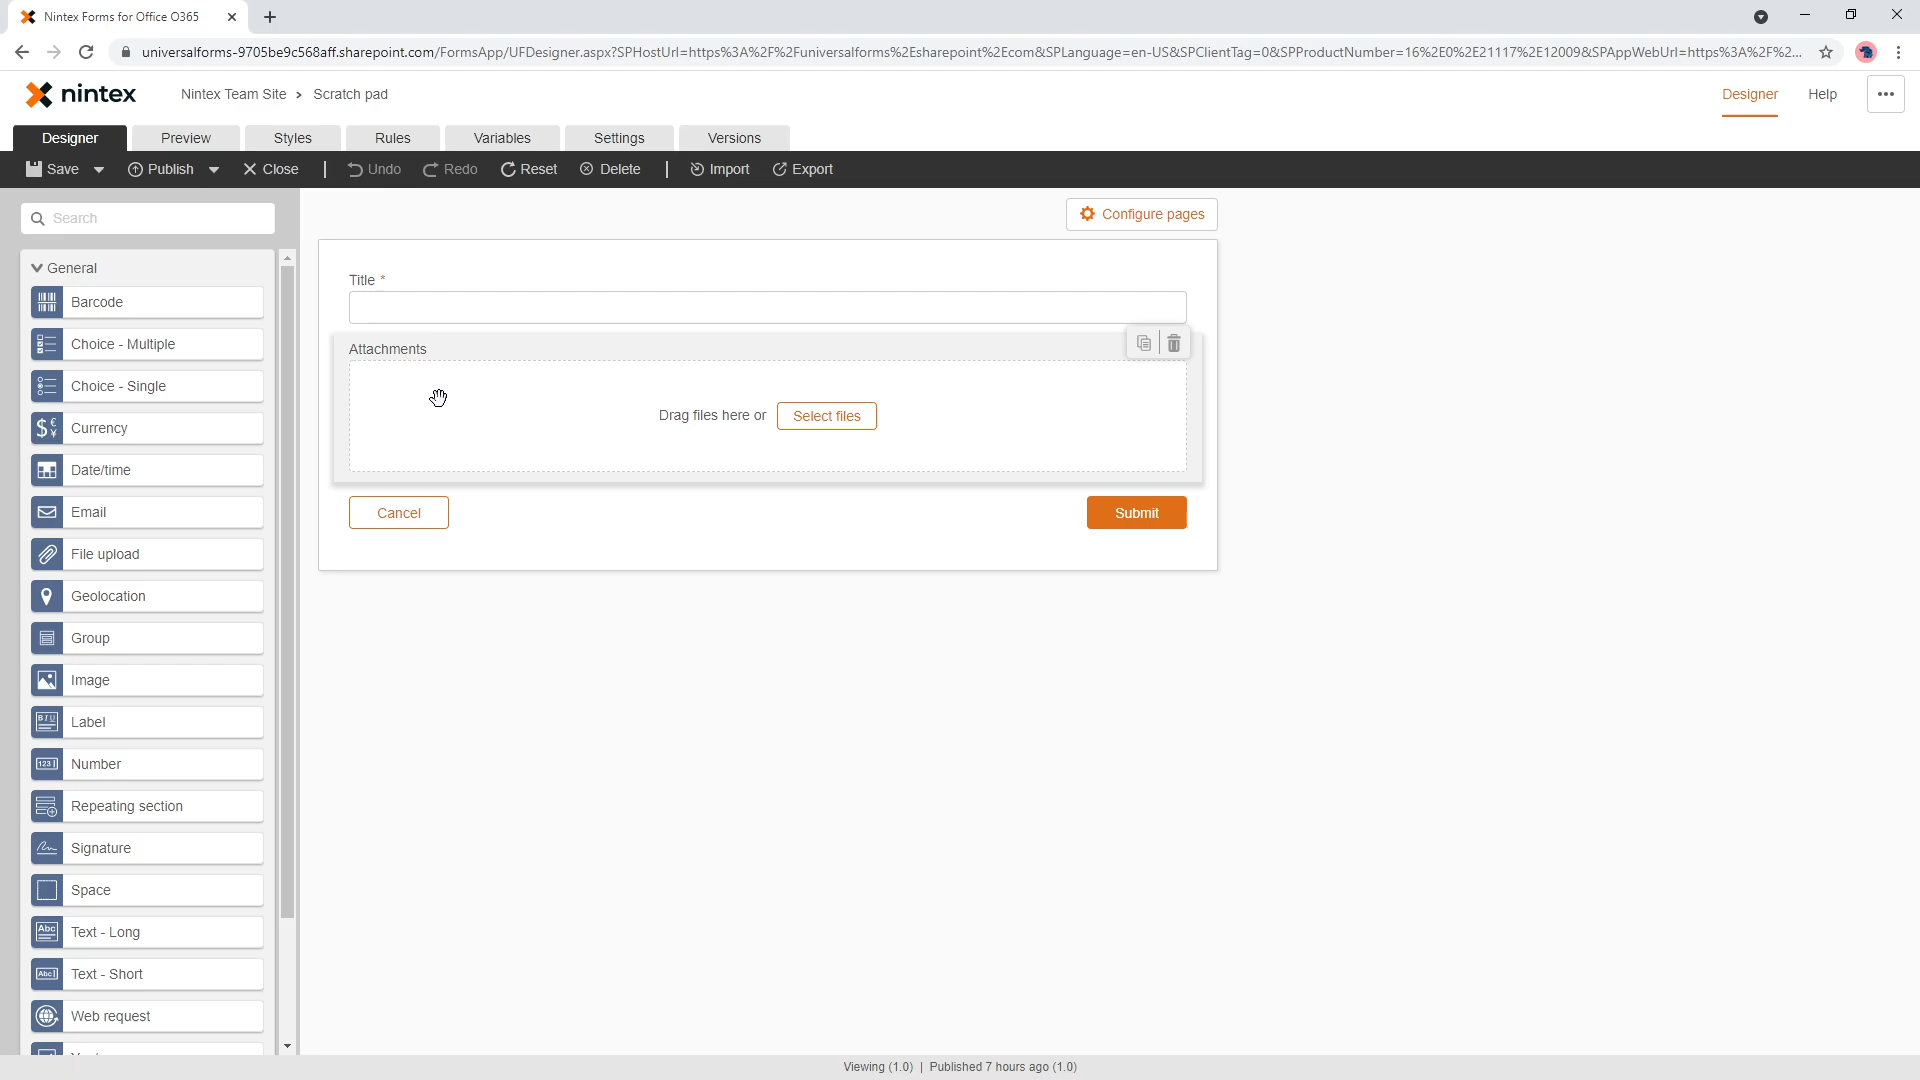 Nintex Forms for Office O365
universalforms-9705be9c568aff.sharepoint.com/FormsApp/UFDesigner.aspx?SPHostUrl=https%3A%2F%2Funiversalforms%2Esharepoint%2Ecom&SPLanguage=en-US&SPClientTag=0&SPProductNumber=16%2E0%2E21117%2E12009&SPAppWebUrl=https%3A%2F%2...
nintex Nintex Team Site > Scratch pad Designer Help
Designer Preview Styles Rules Variables Settings Versions
Save Publish Close | Undo Redo Reset Delete | Import Export
Search
Configure pages
General
Barcode
Choice - Multiple
Choice - Single
Currency
Date/time
Email
File upload
Geolocation
Group
Image
Label
Number
Repeating section
Signature
Space
Text - Long
Text - Short
Web request
Title *
Attachments
Drag files here or Select files
Cancel Submit
Viewing (1.0) | Published 7 hours ago (1.0)